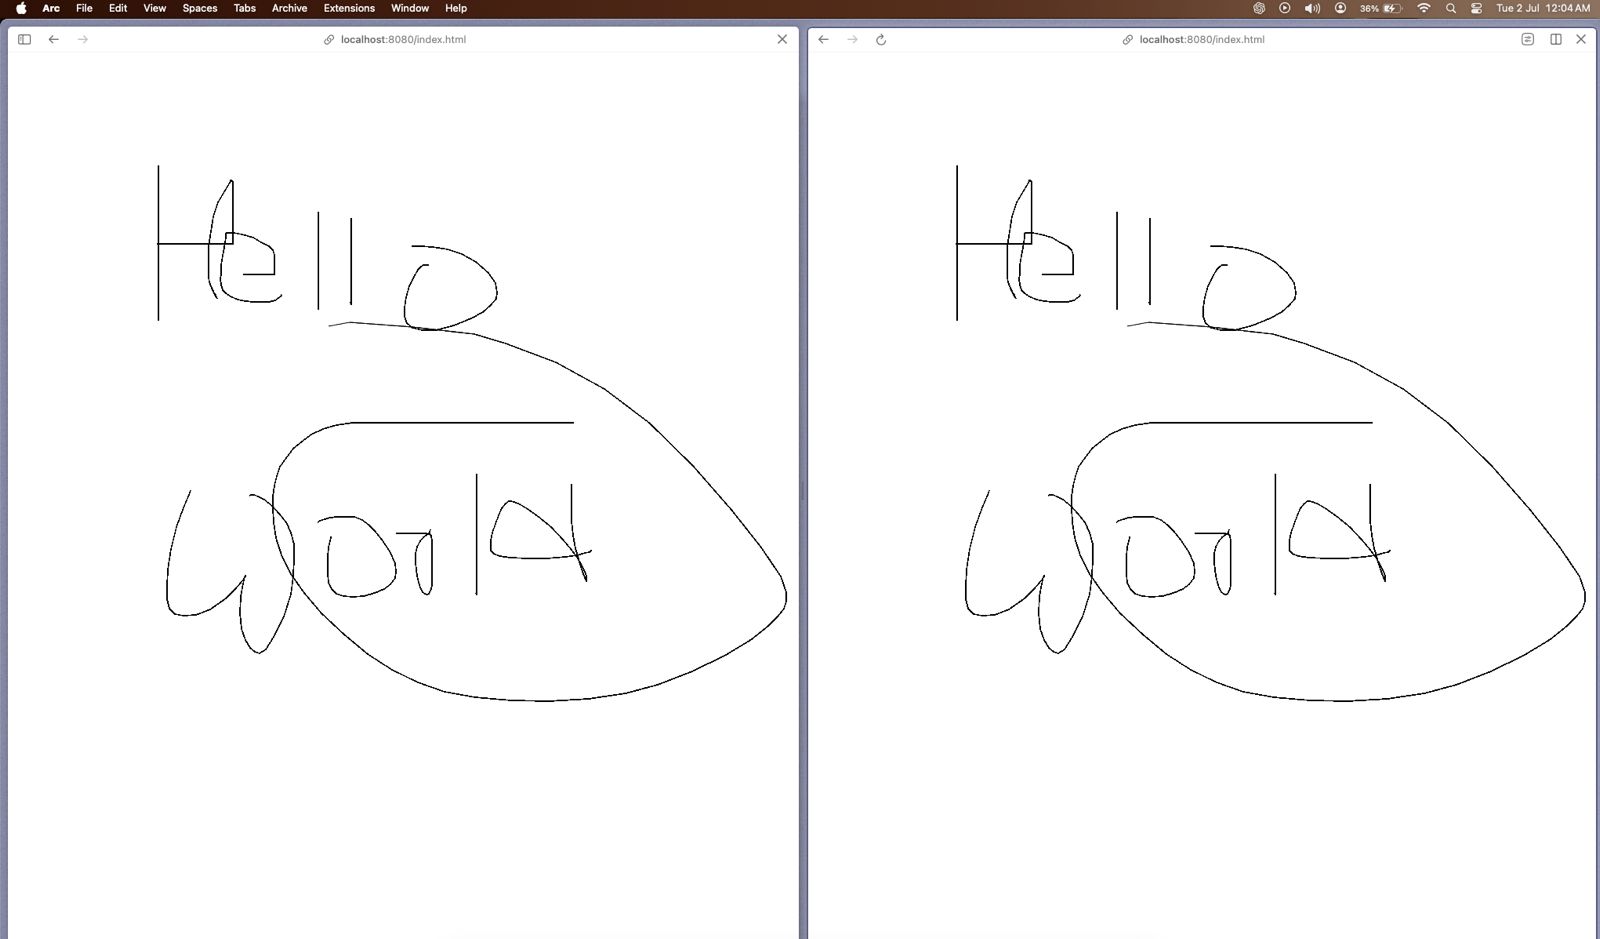 Arc File Edit View Spaces Tabs Archive Extensions Window Help 36% Tue 2 Jul 12:04 AM
localhost:8080/index.html
Hello
World
localhost:8080/index.html
Hello
World